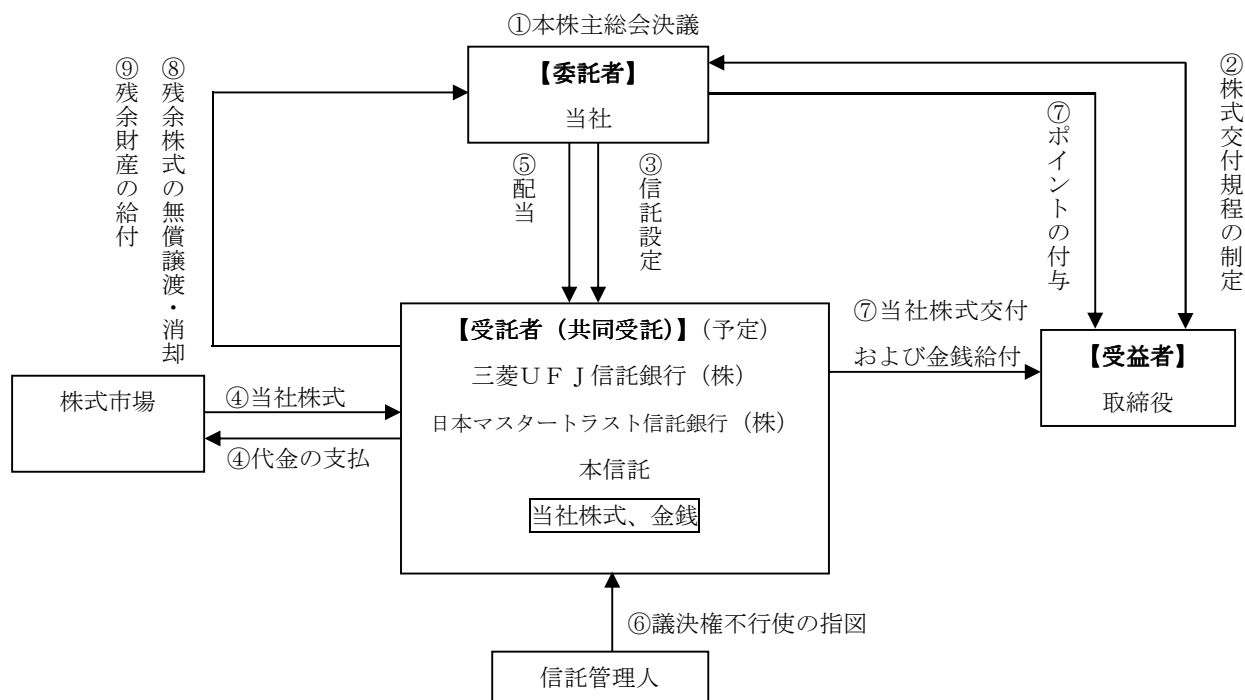 ①本株主総会決議
【委託者】
当社
⑨残余財産の給付
⑧残余株式の無償譲渡・消却
⑤配当
③信託設定
⑦ポイントの付与
②株式交付規程の制定
【受託者（共同受託）】（予定）
三菱ＵＦＪ信託銀行（株）
日本マスタートラスト信託銀行（株）
本信託
当社株式、金銭
⑦当社株式交付
および金銭給付
【受益者】
取締役
株式市場
④当社株式
④代金の支払
⑥議決権不行使の指図
信託管理人